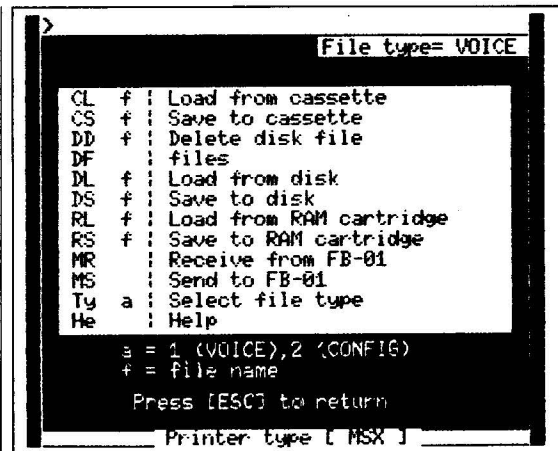 >
File type= VOICE
CL f ¦ Load from cassette
CS f ¦ Save to cassette
DD f ¦ Delete disk file
DF ¦ files
DL f ¦ Load from disk
DS f ¦ Save to disk
RL f ¦ Load from RAM cartridge
RS f ¦ Save to RAM cartridge
MR ¦ Receive from FB-01
MS ¦ Send to FB-01
Ty a ¦ Select file type
He ¦ Help
a = 1 (VOICE),2 (CONFIG)
f = file name
Press [ESC] to return
Printer type [ MSX ]